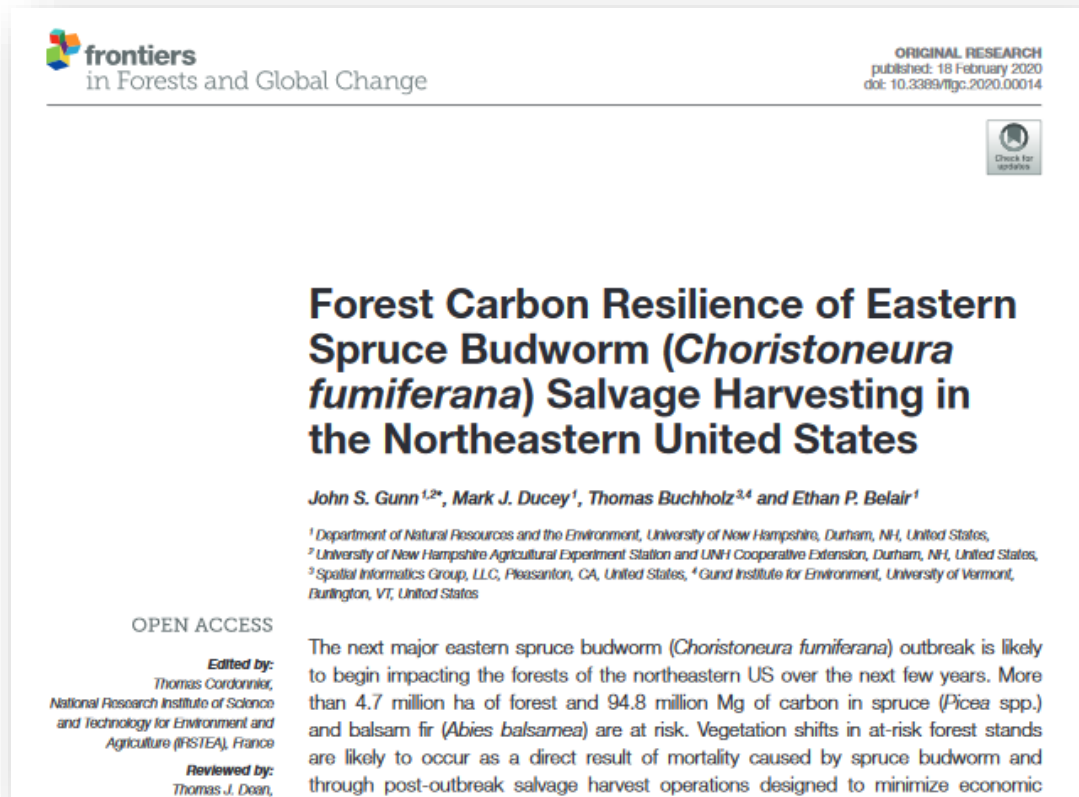 frontiers
in Forests and Global Change
ORIGINAL RESEARCH
published: 18 February 2020
doi: 10.3389/ffgc.2020.00014
Check for
updates
Forest Carbon Resilience of Eastern
Spruce Budworm (Choristoneura
fumiferana) Salvage Harvesting in
the Northeastern United States
John S. Gunn 1,2*, Mark J. Ducey 1, Thomas Buchholz 3,4 and Ethan P. Belair 1
1 Department of Natural Resources and the Environment, University of New Hampshire, Durham, NH, United States,
2 University of New Hampshire Agricultural Experiment Station and UNH Cooperative Extension, Durham, NH, United States,
3 Spatial Informatics Group, LLC, Pleasanton, CA, United States, 4 Gund Institute for Environment, University of Vermont,
Burlington, VT, United States
OPEN ACCESS
Edited by:
Thomas Cordonnier,
National Research Institute of Science
and Technology for Environment and
Agriculture (IRSTEA), France
Reviewed by:
Thomas J. Dean,
The next major eastern spruce budworm (Choristoneura fumiferana) outbreak is likely
to begin impacting the forests of the northeastern US over the next few years. More
than 4.7 million ha of forest and 94.8 million Mg of carbon in spruce (Picea spp.)
and balsam fir (Abies balsamea) are at risk. Vegetation shifts in at-risk forest stands
are likely to occur as a direct result of mortality caused by spruce budworm and
through post-outbreak salvage harvest operations designed to minimize economic